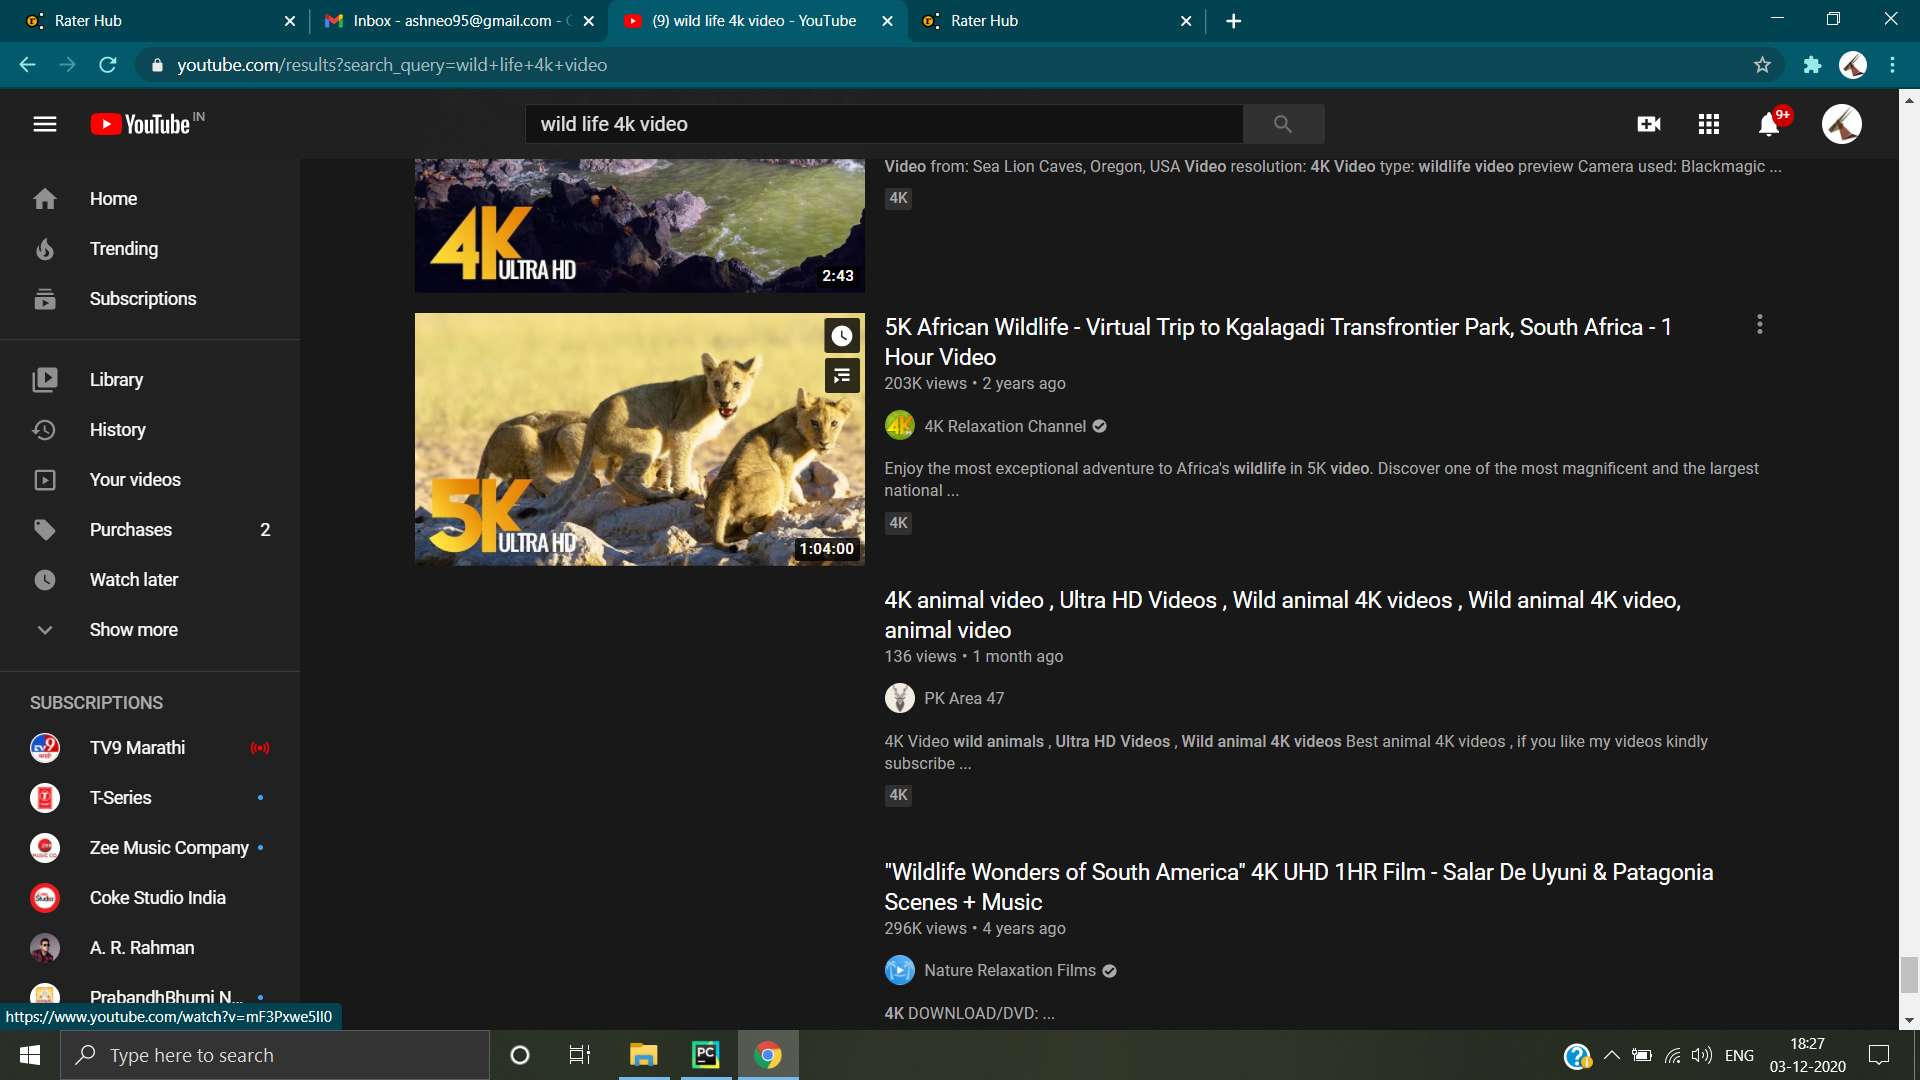 Rater Hub
Inbox - ashneo95@gmail.com -
(9) wild life 4k video - YouTube
Rater Hub
youtube.com/results?search_query=wild+life+4k+video
YouTube IN
wild life 4k video
9+
Home
Trending
Subscriptions
Library
History
Your videos
Purchases 2
Watch later
Show more
SUBSCRIPTIONS
TV9 Marathi
T-Series
Zee Music Company
Coke Studio India
A. R. Rahman
PrabandhBhumi N...
4K
ULTRA HD
2:43
Video from: Sea Lion Caves, Oregon, USA Video resolution: 4K Video type: wildlife video preview Camera used: Blackmagic ...
4K
5K
ULTRA HD
1:04:00
5K African Wildlife - Virtual Trip to Kgalagadi Transfrontier Park, South Africa - 1
Hour Video
203K views • 2 years ago
4K Relaxation Channel
Enjoy the most exceptional adventure to Africa's wildlife in 5K video. Discover one of the most magnificent and the largest
national ...
4K
4K animal video , Ultra HD Videos , Wild animal 4K videos , Wild animal 4K video,
animal video
136 views • 1 month ago
PK Area 47
4K Video wild animals , Ultra HD Videos , Wild animal 4K videos Best animal 4K videos , if you like my videos kindly
subscribe ...
4K
"Wildlife Wonders of South America" 4K UHD 1HR Film - Salar De Uyuni & Patagonia
Scenes + Music
296K views • 4 years ago
Nature Relaxation Films
4K DOWNLOAD/DVD: ...
https://www.youtube.com/watch?v=mF3Pxwe5lI0
Type here to search
PC
ENG
18:27
03-12-2020